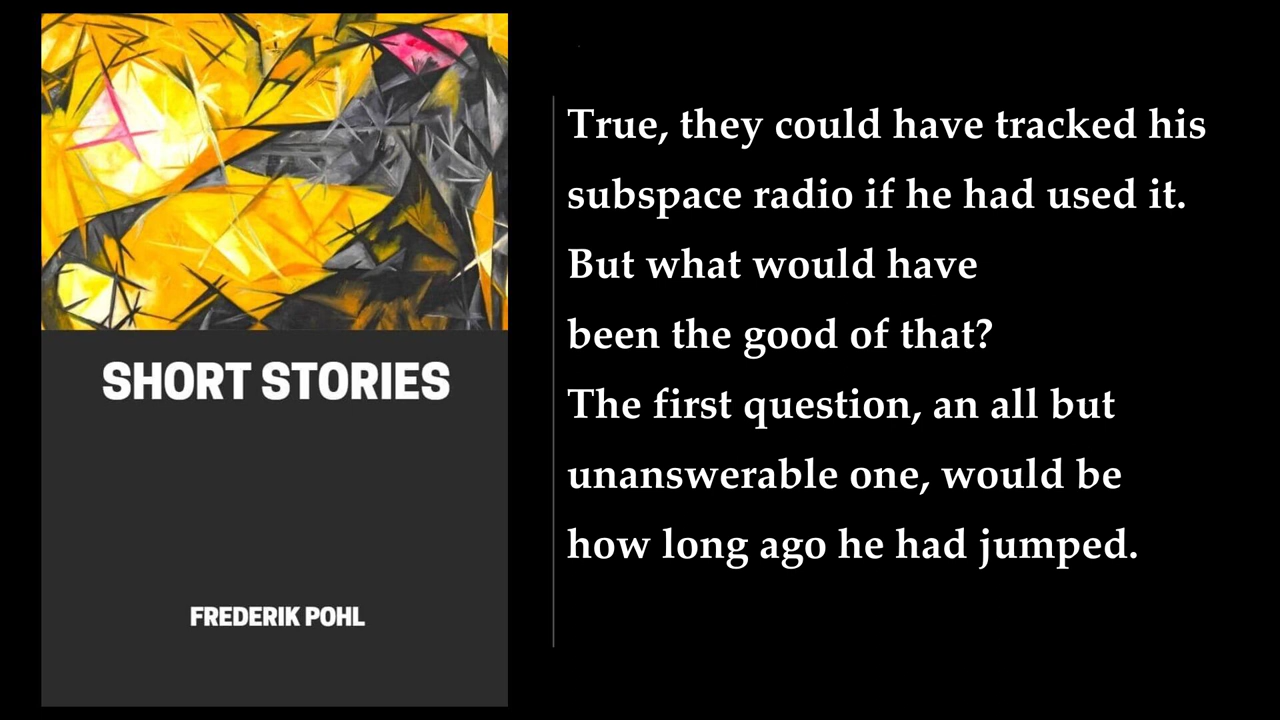 SHORT STORIES
FREDERIK POHL
True, they could have tracked his
subspace radio if he had used it.
But what would have
been the good of that?
The first question, an all but
unanswerable one, would be
how long ago he had jumped.